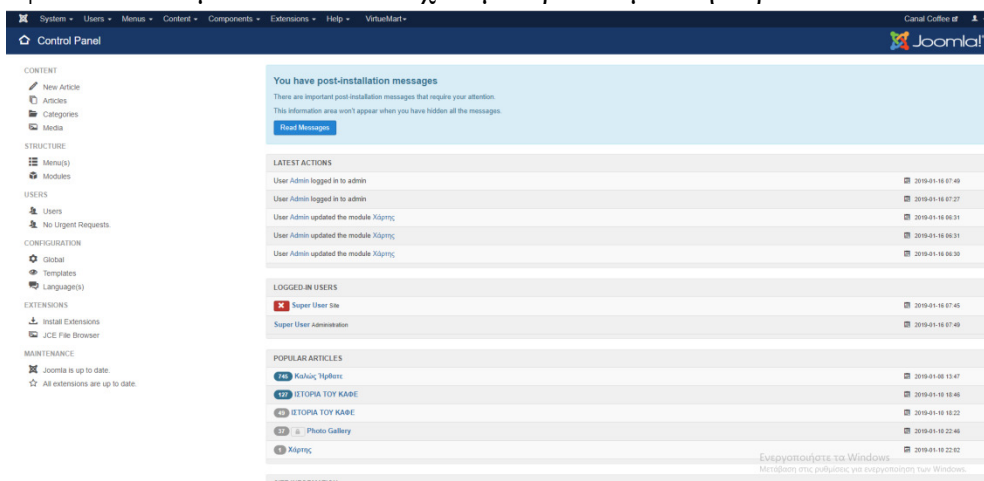 System Users Menus Content Components Extensions Help VirtueMart Canal Coffee
Control Panel Joomla!
CONTENT
New Article
Articles
Categories
Media
STRUCTURE
Menu(s)
Modules
USERS
Users
No Urgent Requests.
CONFIGURATION
Global
Templates
Language(s)
EXTENSIONS
Install Extensions
JCE File Browser
MAINTENANCE
Joomla is up to date.
All extensions are up to date.
You have post-installation messages
There are important post-installation messages that require your attention.
This information area won't appear when you have hidden all the messages.
Read Messages
LATEST ACTIONS
User Admin logged in to admin 2019-01-16 07:49
User Admin logged in to admin 2019-01-16 07:27
User Admin updated the module Χάρτης 2019-01-16 06:31
User Admin updated the module Χάρτης 2019-01-16 06:31
User Admin updated the module Χάρτης 2019-01-16 06:30
LOGGED-IN USERS
Super User Site 2019-01-16 07:45
Super User Administration 2019-01-16 07:49
POPULAR ARTICLES
745 Καλώς Ήρθατε 2019-01-08 13:47
127 ΙΣΤΟΡΙΑ ΤΟΥ ΚΑΦΕ 2019-01-10 18:46
49 ΙΣΤΟΡΙΑ ΤΟΥ ΚΑΦΕ 2019-01-10 18:22
37 Photo Gallery 2019-01-10 22:46
1 Χάρτης 2019-01-10 22:02
Ενεργοποιήστε τα Windows
Μετάβαση στις ρυθμίσεις για ενεργοποίηση των Windows.